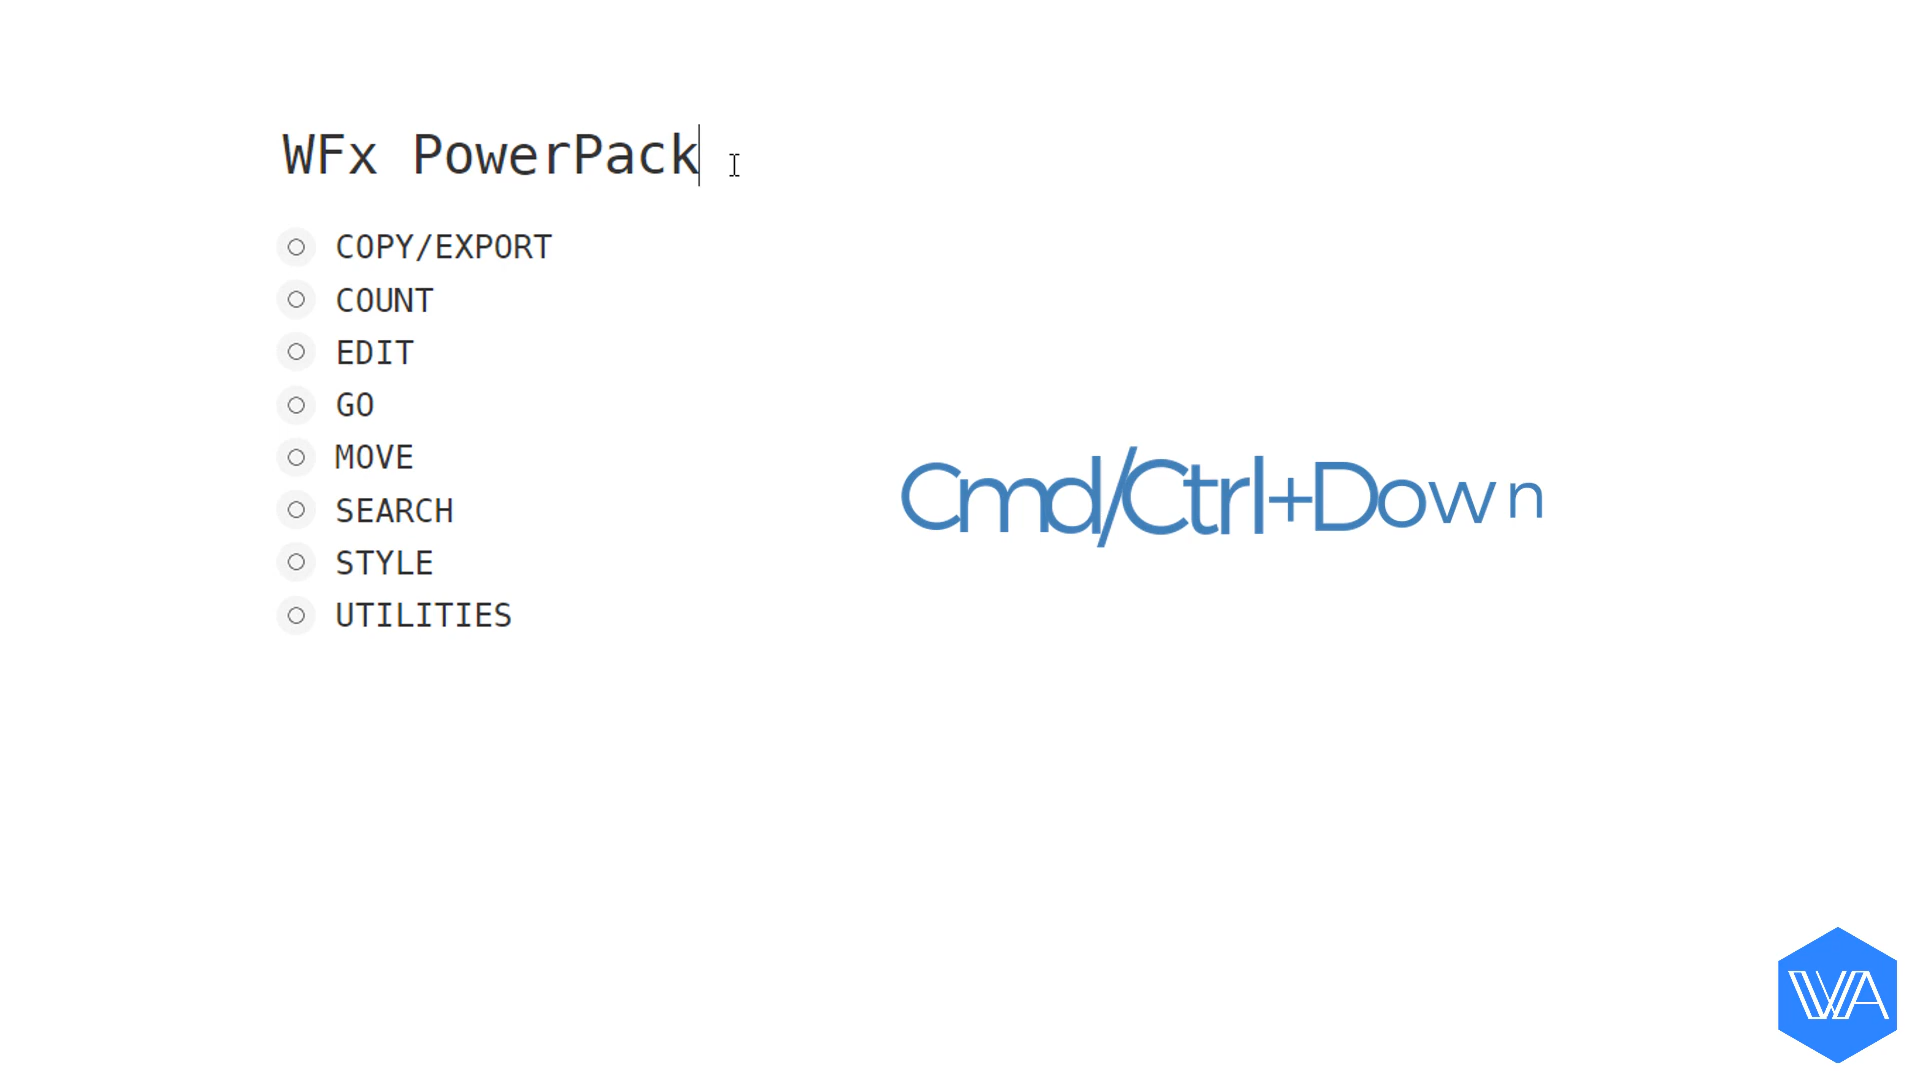 WFx PowerPack
COPY/EXPORT
COUNT
EDIT
GO
MOVE
SEARCH
STYLE
UTILITIES
Cmd/Ctrl+Down
WA